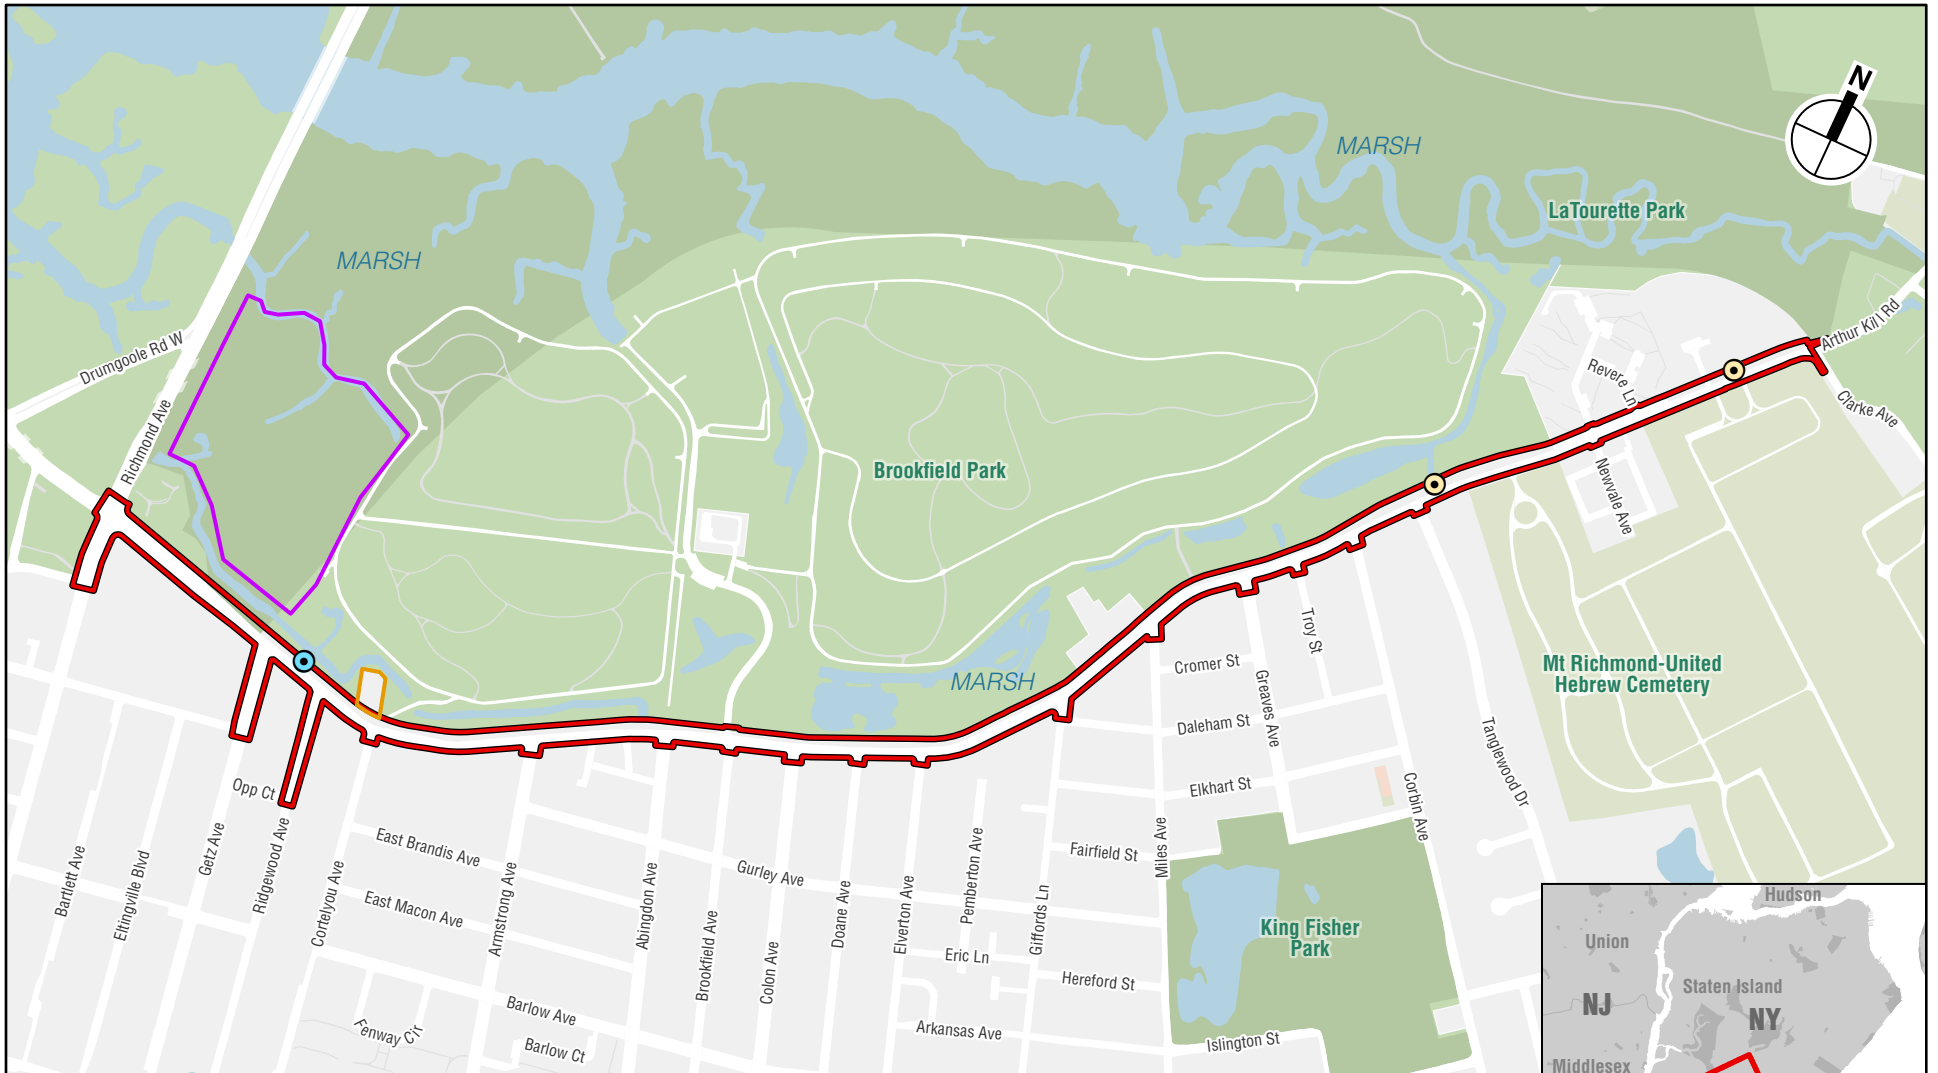 N
MARSH
LaTourette Park
MARSH
Drumgoole Rd W
Richmond Ave
Arthur Kill Rd
Revere Ln
Clarke Ave
Brookfield Park
Newvale Ave
MARSH
Troy St
Cromer St
Greaves Ave
Mt Richmond-United
Hebrew Cemetery
Daleham St
Tanglewood Dr
Elkhart St
Corbin Ave
Opp Ct
Getz Ave
Ridgewood Ave
East Brandis Ave
Bartlett Ave
Eltingville Blvd
Cortelyou Ave
Armstrong Ave
Abingdon Ave
Gurley Ave
Pemberton Ave
Fairfield St
Miles Ave
East Macon Ave
Brookfield Ave
Colon Ave
Doane Ave
Elverton Ave
Giffords Ln
Eric Ln
Hereford St
King Fisher
Park
Hudson
Union
Staten Island
NJ
NY
Middlesex
Barlow Ave
Fenway Cir
Barlow Ct
Arkansas Ave
Islington St